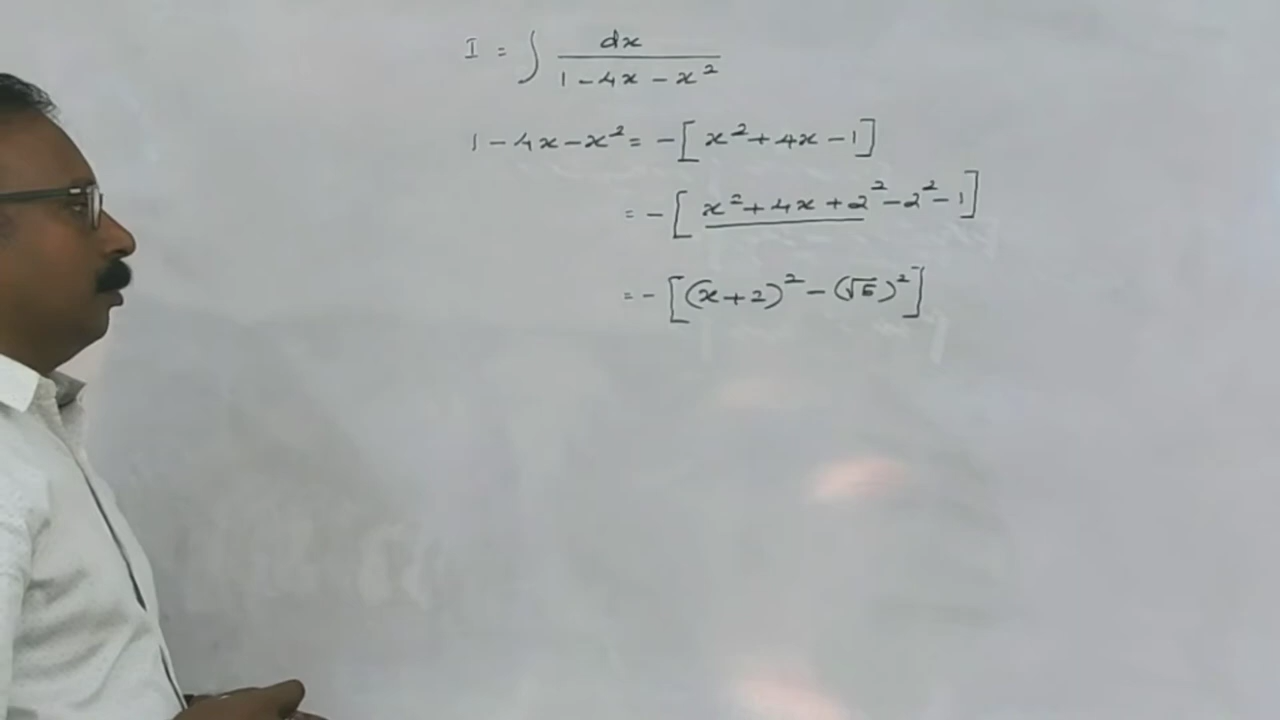 I = ∫ dx / (1 - 4x - x²)
1 - 4x - x² = - [ x² + 4x - 1 ]
= - [ x² + 4x + 2² - 2² - 1 ]
= - [ (x + 2)² - (√5)² ]